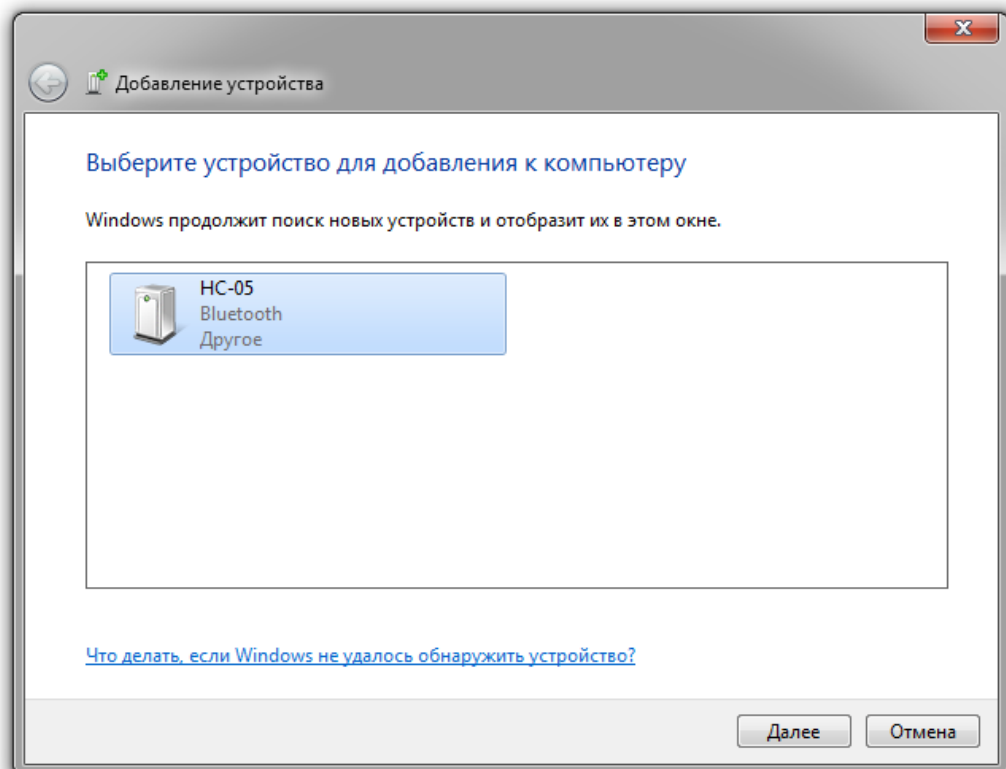 Добавление устройства
Выберите устройство для добавления к компьютеру
Windows продолжит поиск новых устройств и отобразит их в этом окне.
HC-05
Bluetooth
Другое
Что делать, если Windows не удалось обнаружить устройство?
Далее
Отмена